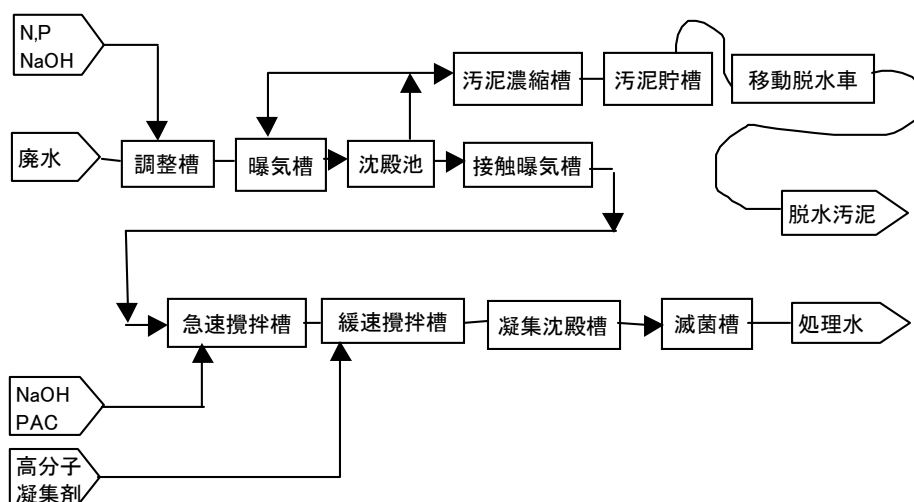 N,P
NaOH
汚泥濃縮槽
汚泥貯槽
移動脱水車
廃水
調整槽
曝気槽
沈殿池
接触曝気槽
脱水汚泥
急速攪拌槽
緩速攪拌槽
凝集沈殿槽
滅菌槽
処理水
NaOH
PAC
高分子
凝集剤